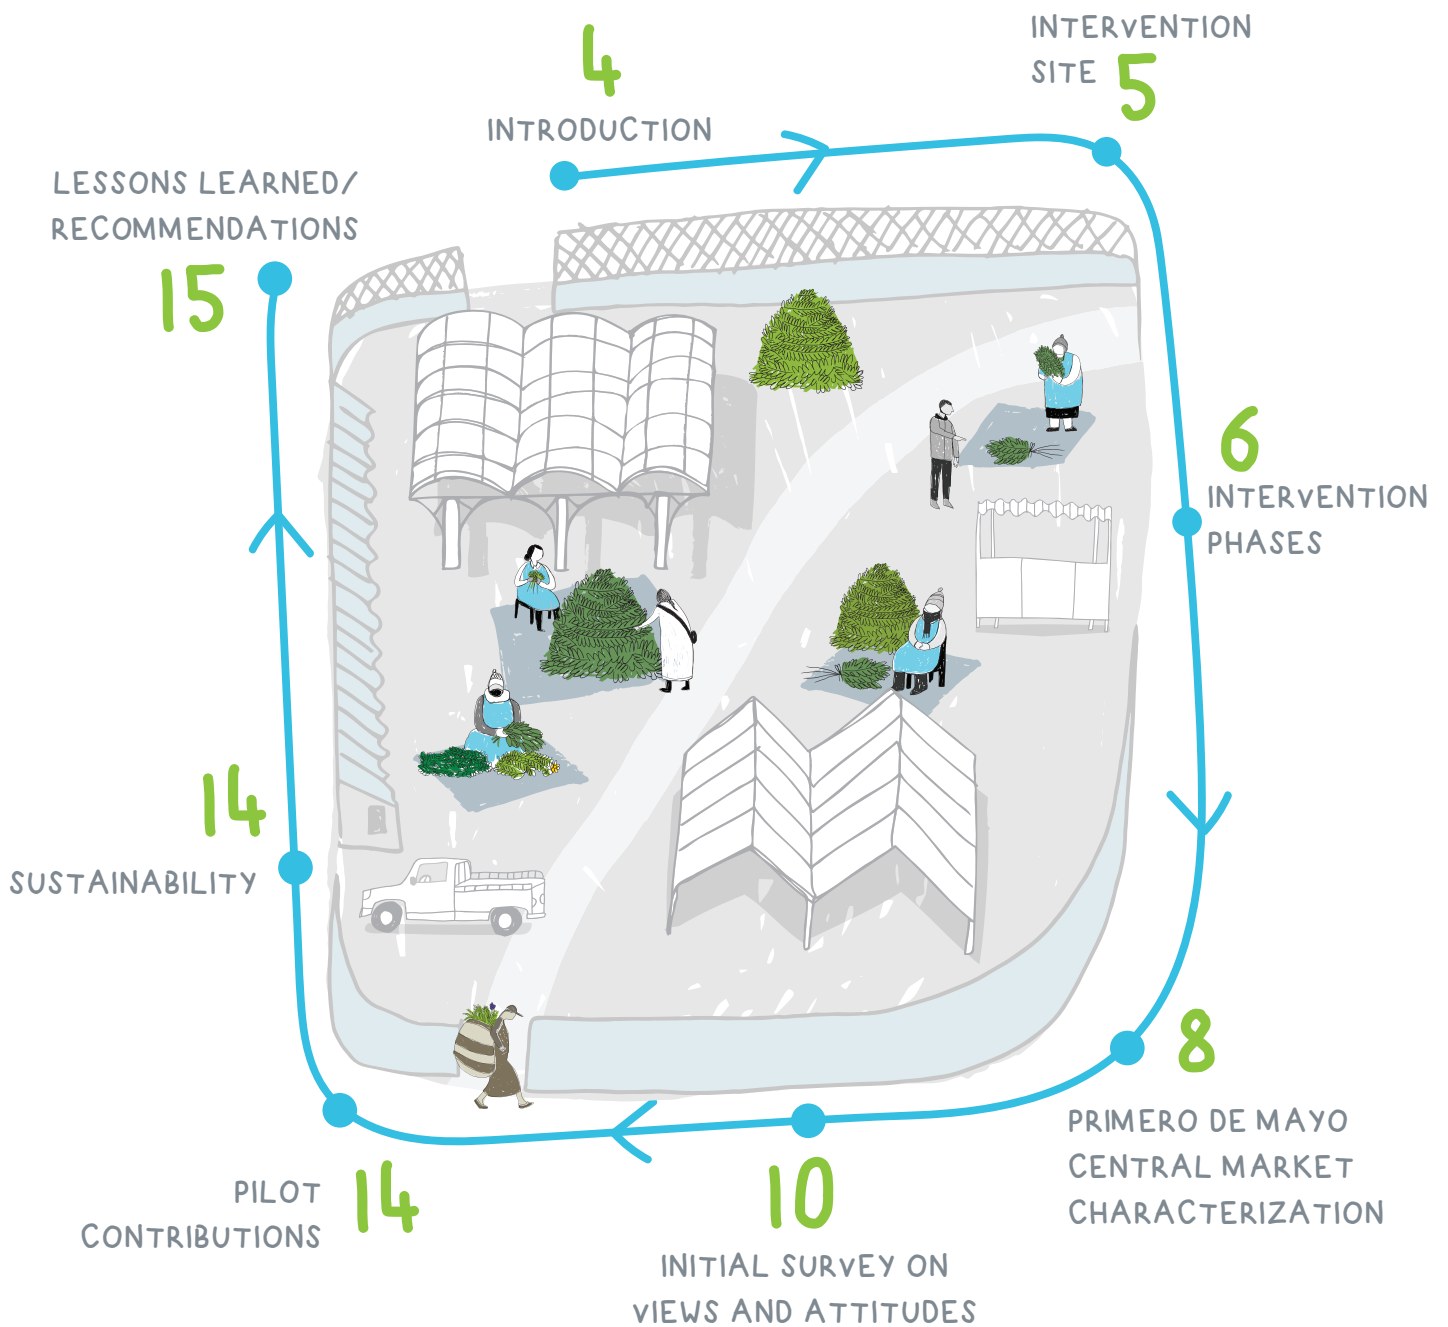 4
INTRODUCTION
INTERVENTION
SITE 5
6
INTERVENTION
PHASES
8
PRIMERO DE MAYO
CENTRAL MARKET
CHARACTERIZATION
10
INITIAL SURVEY ON
VIEWS AND ATTITUDES
14
PILOT
CONTRIBUTIONS
14
SUSTAINABILITY
LESSONS LEARNED/
RECOMMENDATIONS
15